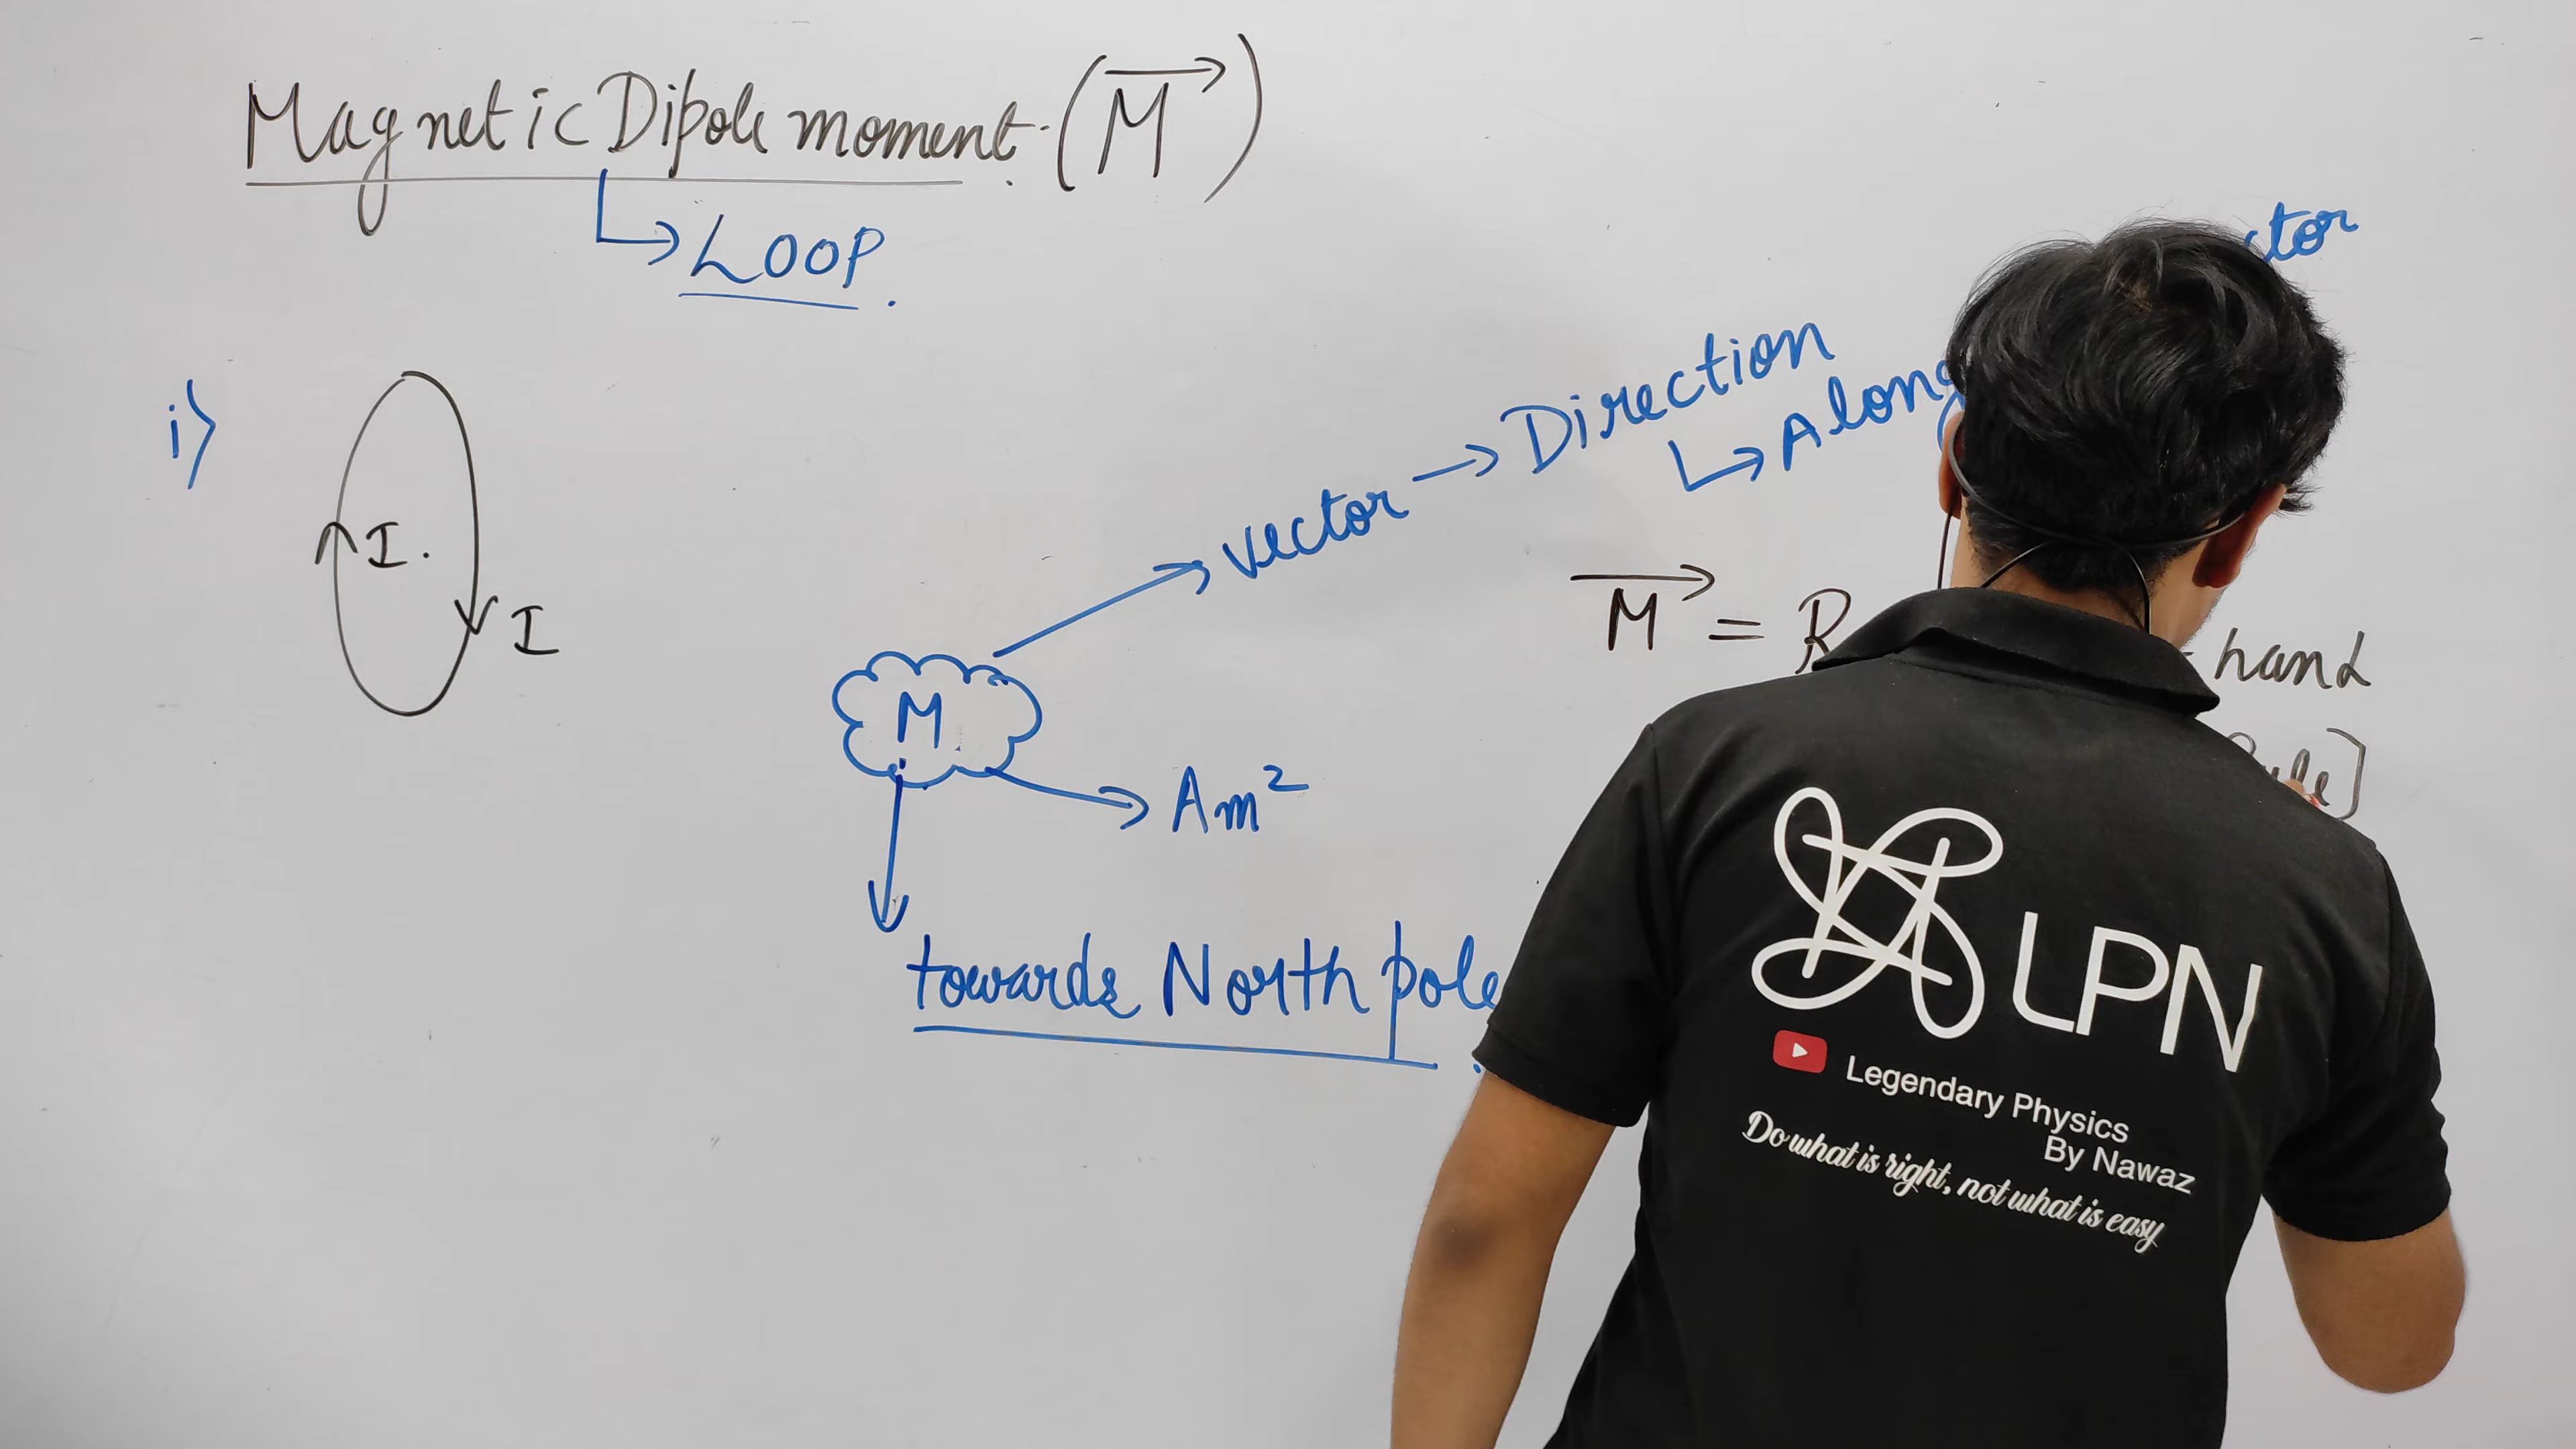 Magnetic Dipole moment. (M)
LOOP.
i)
I.
I
vector → Direction
Along
M =
hand
M
Am²
towards North pole
LPN
Legendary Physics
By Nawaz
Do what is right, not what is easy